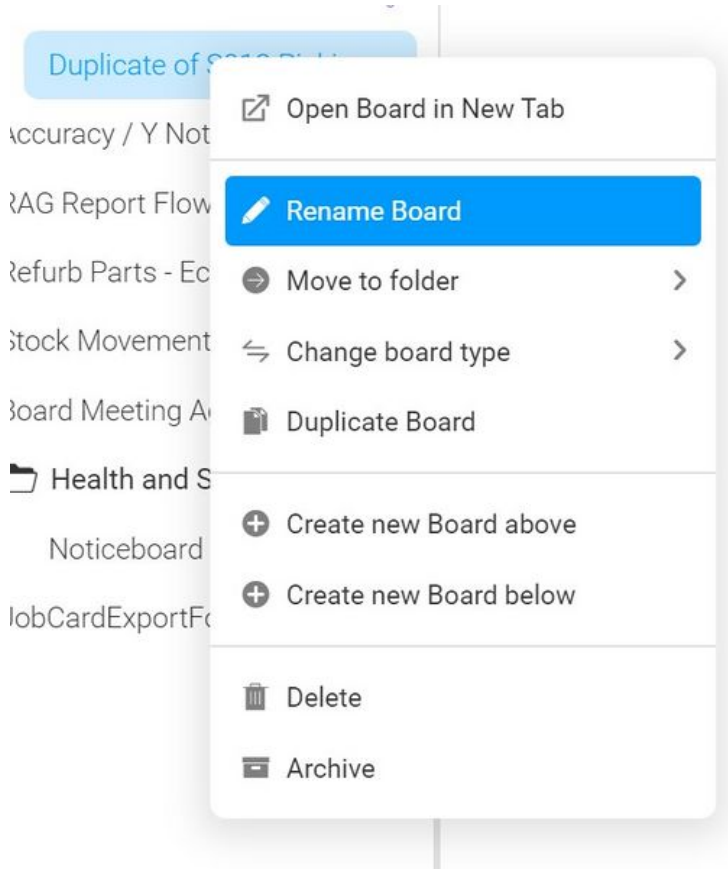 Duplicate of
Accuracy / Y Not
RAG Report Flow
Refurb Parts - Ec
Stock Movement
Board Meeting A
Health and S
Noticeboard
JobCardExportFo
Open Board in New Tab
Rename Board
Move to folder
Change board type
Duplicate Board
Create new Board above
Create new Board below
Delete
Archive